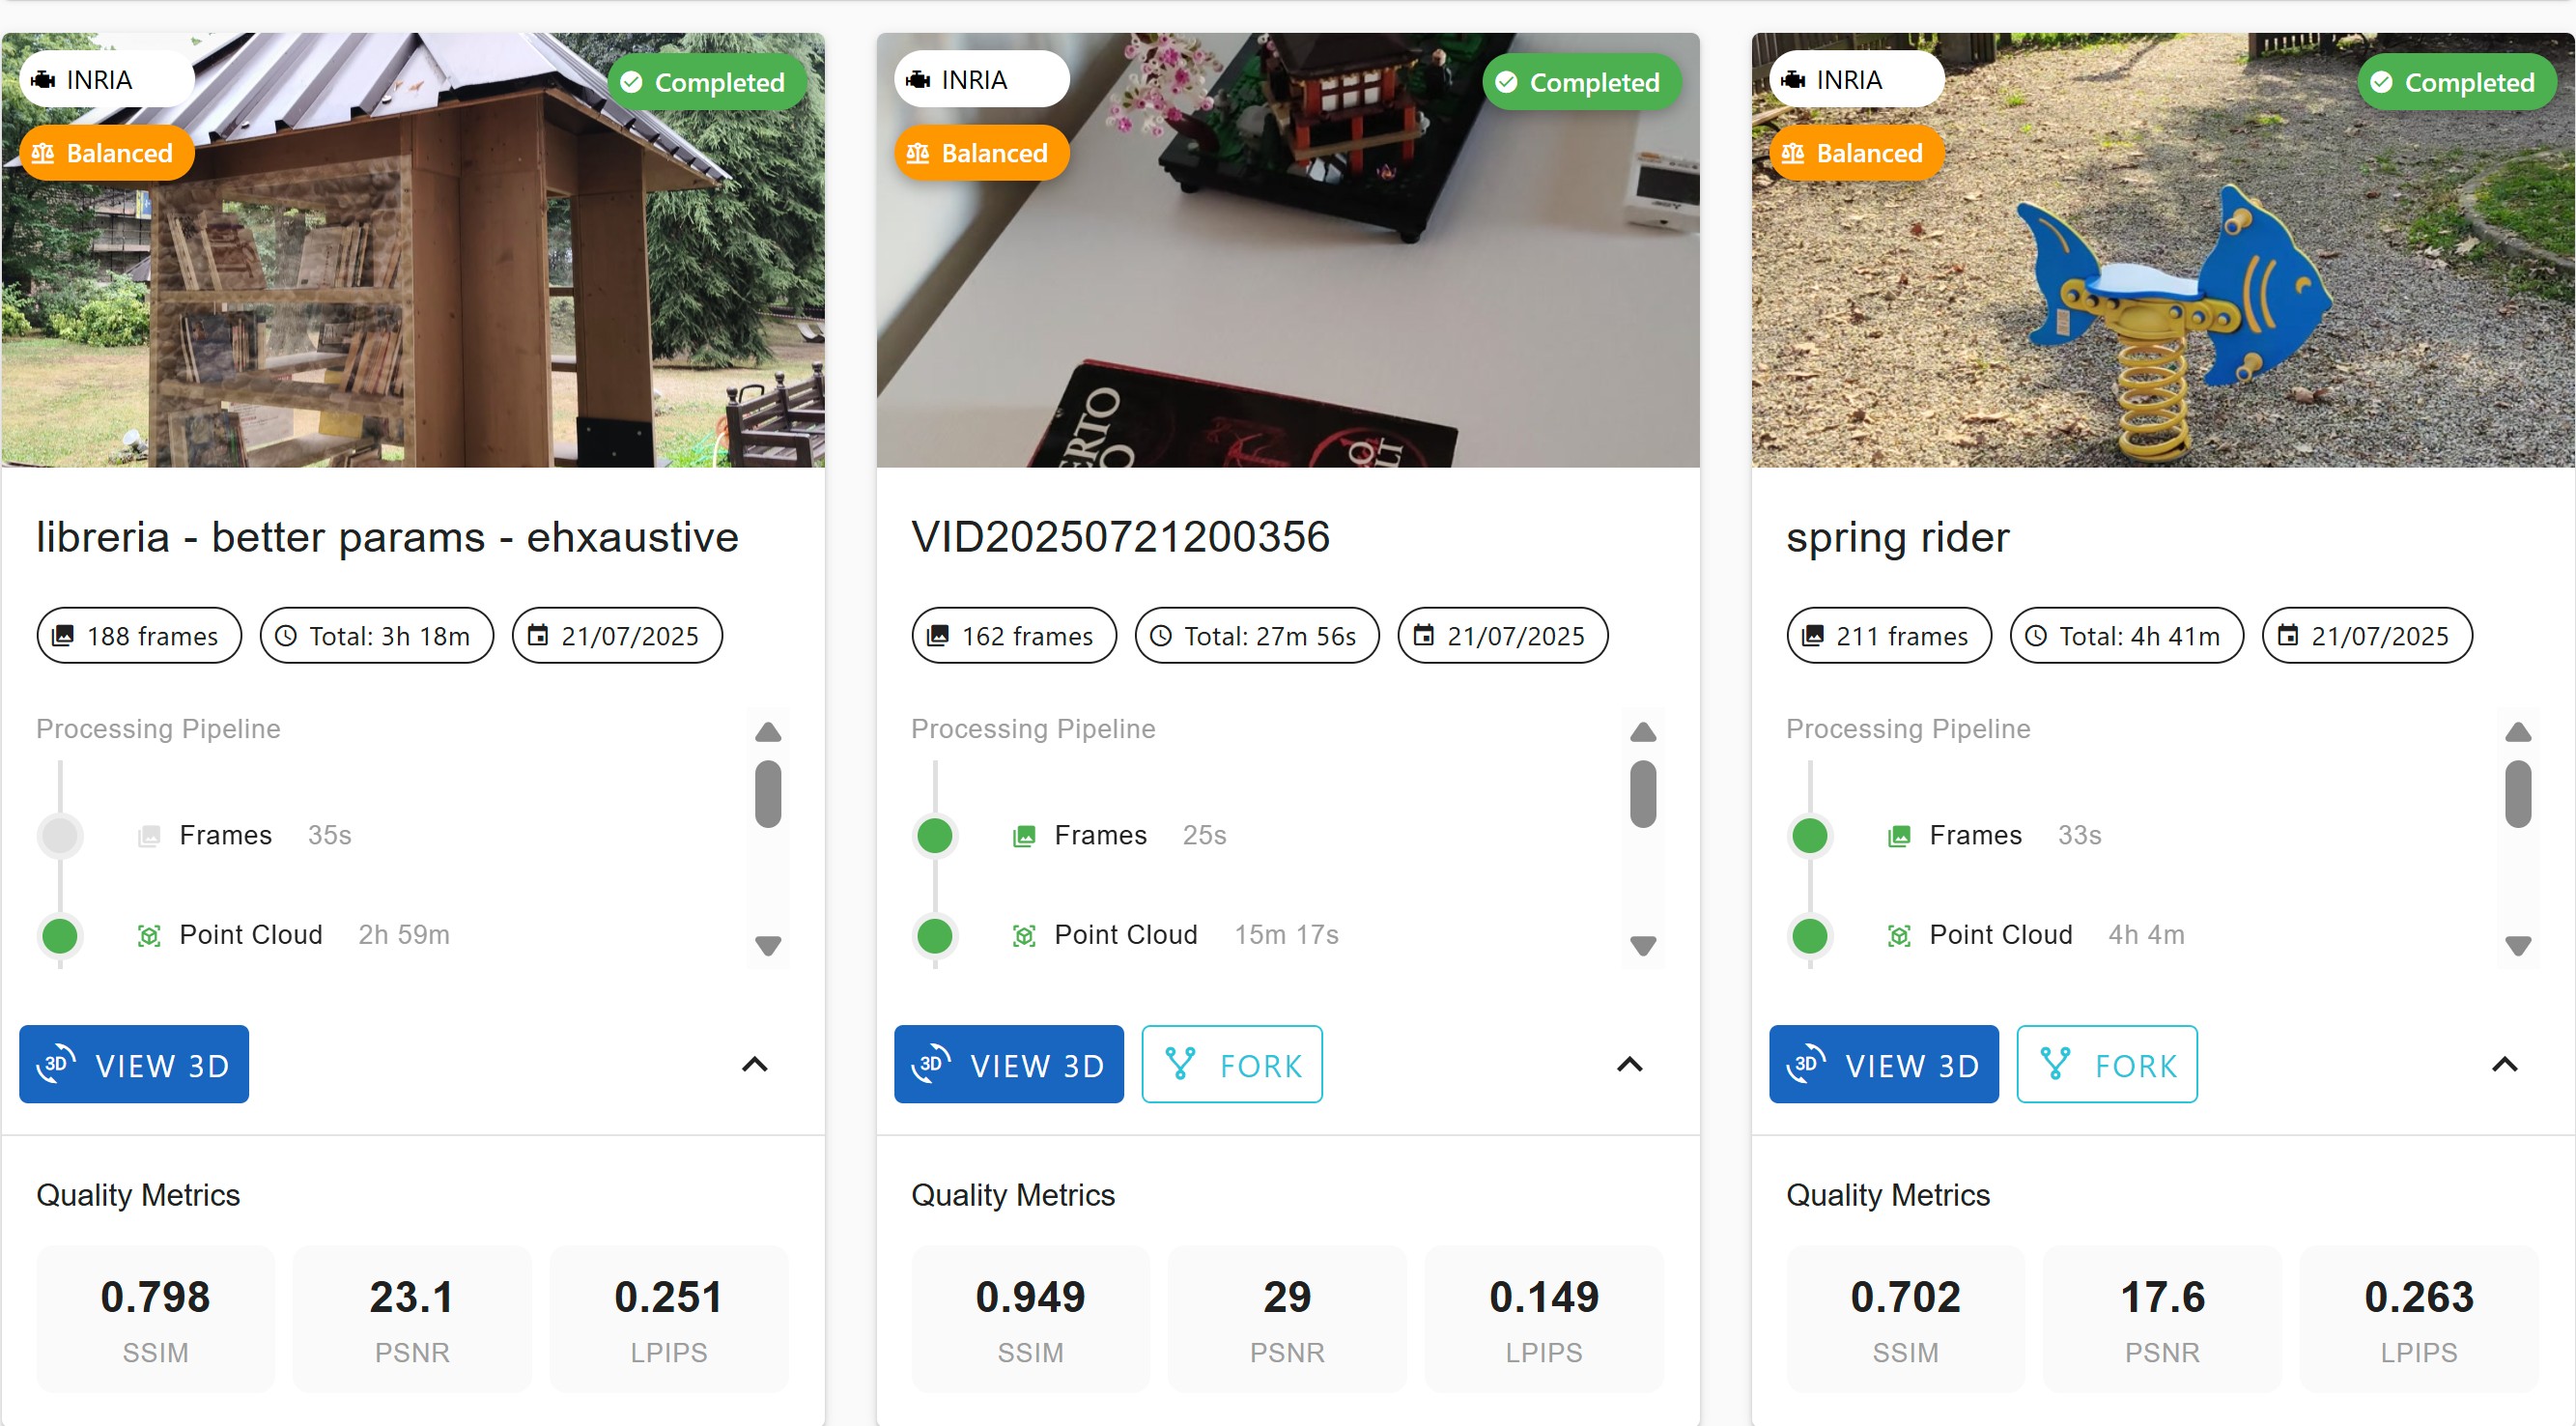 INRIA
Completed
Balanced
libreria - better params - ehxaustive
188 frames
Total: 3h 18m
21/07/2025
Processing Pipeline
Frames 35s
Point Cloud 2h 59m
3D VIEW 3D
Quality Metrics
0.798
SSIM
23.1
PSNR
0.251
LPIPS
INRIA
Completed
Balanced
ERTO
O
O
LT
VID20250721200356
162 frames
Total: 27m 56s
21/07/2025
Processing Pipeline
Frames 25s
Point Cloud 15m 17s
3D VIEW 3D
FORK
Quality Metrics
0.949
SSIM
29
PSNR
0.149
LPIPS
INRIA
Completed
Balanced
spring rider
211 frames
Total: 4h 41m
21/07/2025
Processing Pipeline
Frames 33s
Point Cloud 4h 4m
3D VIEW 3D
FORK
Quality Metrics
0.702
SSIM
17.6
PSNR
0.263
LPIPS